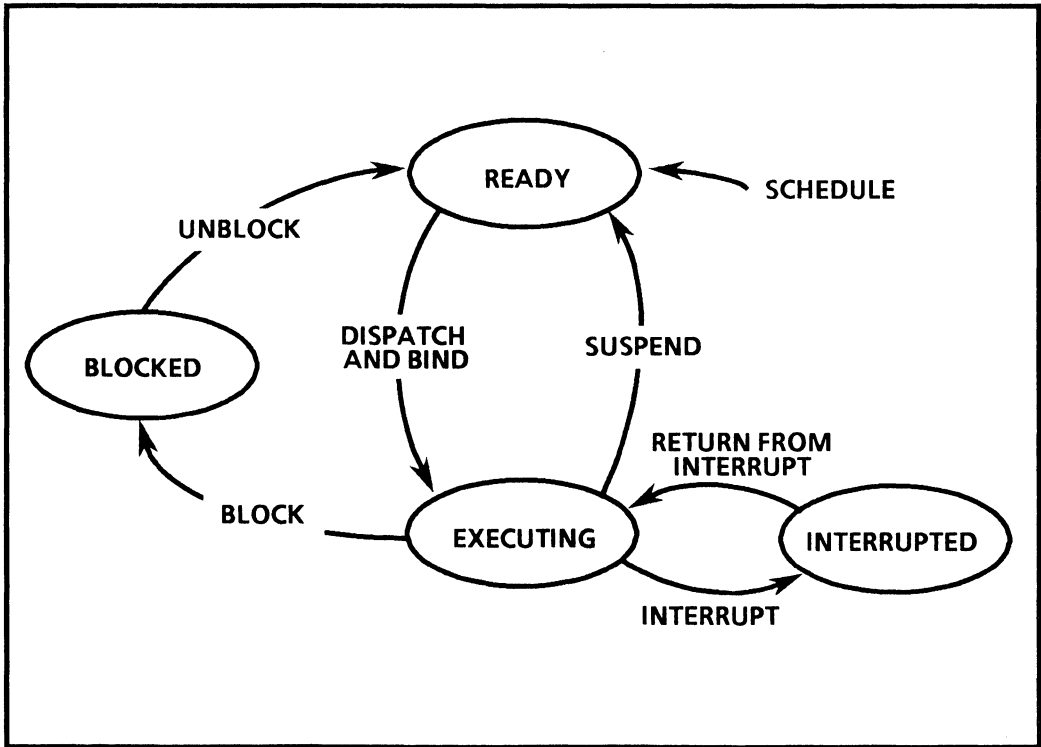 READY
SCHEDULE
UNBLOCK
DISPATCH
AND BIND
SUSPEND
BLOCKED
RETURN FROM
INTERRUPT
BLOCK
EXECUTING
INTERRUPTED
INTERRUPT